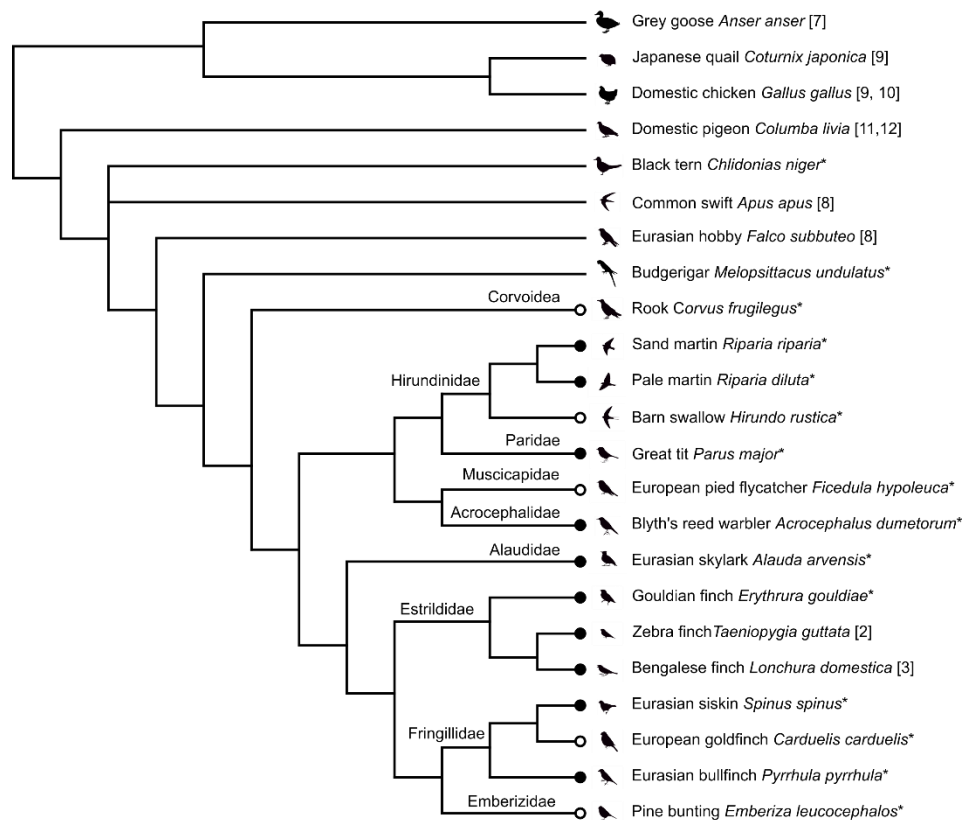 Grey goose Anser anser [7]
Japanese quail Coturnix japonica [9]
Domestic chicken Gallus gallus [9, 10]
Domestic pigeon Columba livia [11,12]
Black tern Chlidonias niger*
Common swift Apus apus [8]
Eurasian hobby Falco subbuteo [8]
Budgerigar Melopsittacus undulatus*
Corvoidea
Rook Corvus frugilegus*
Sand martin Riparia riparia*
Hirundinidae
Pale martin Riparia diluta*
Barn swallow Hirundo rustica*
Paridae
Great tit Parus major*
Muscicapidae
European pied flycatcher Ficedula hypoleuca*
Acrocephalidae
Blyth's reed warbler Acrocephalus dumetorum*
Alaudidae
Eurasian skylark Alauda arvensis*
Gouldian finch Erythrura gouldiae*
Estrildidae
Zebra finchTaeniopygia guttata [2]
Bengalese finch Lonchura domestica [3]
Eurasian siskin Spinus spinus*
Fringillidae
European goldfinch Carduelis carduelis*
Eurasian bullfinch Pyrrhula pyrrhula*
Emberizidae
Pine bunting Emberiza leucocephalos*